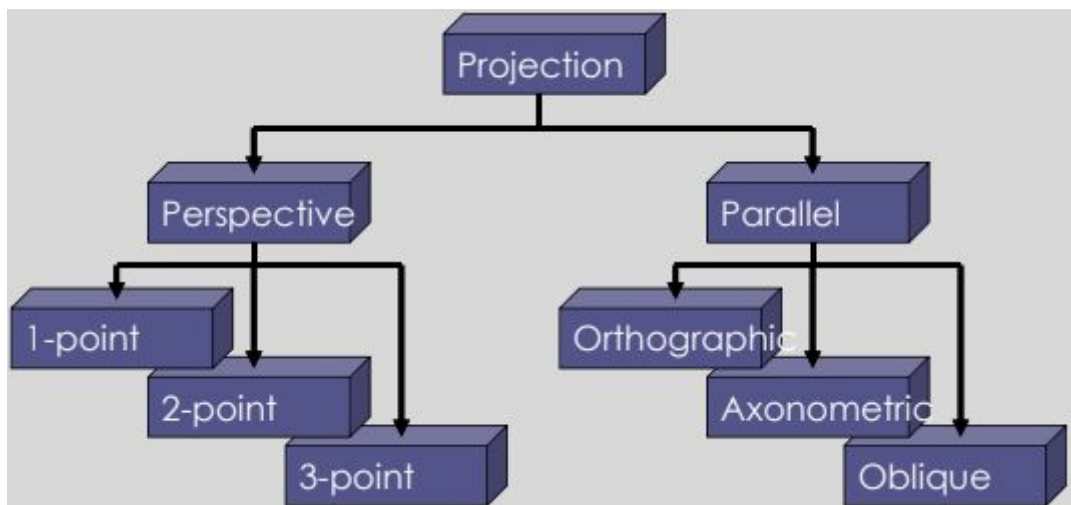 Projection
Perspective
Parallel
1-point
Orthographic
2-point
Axonometric
3-point
Oblique